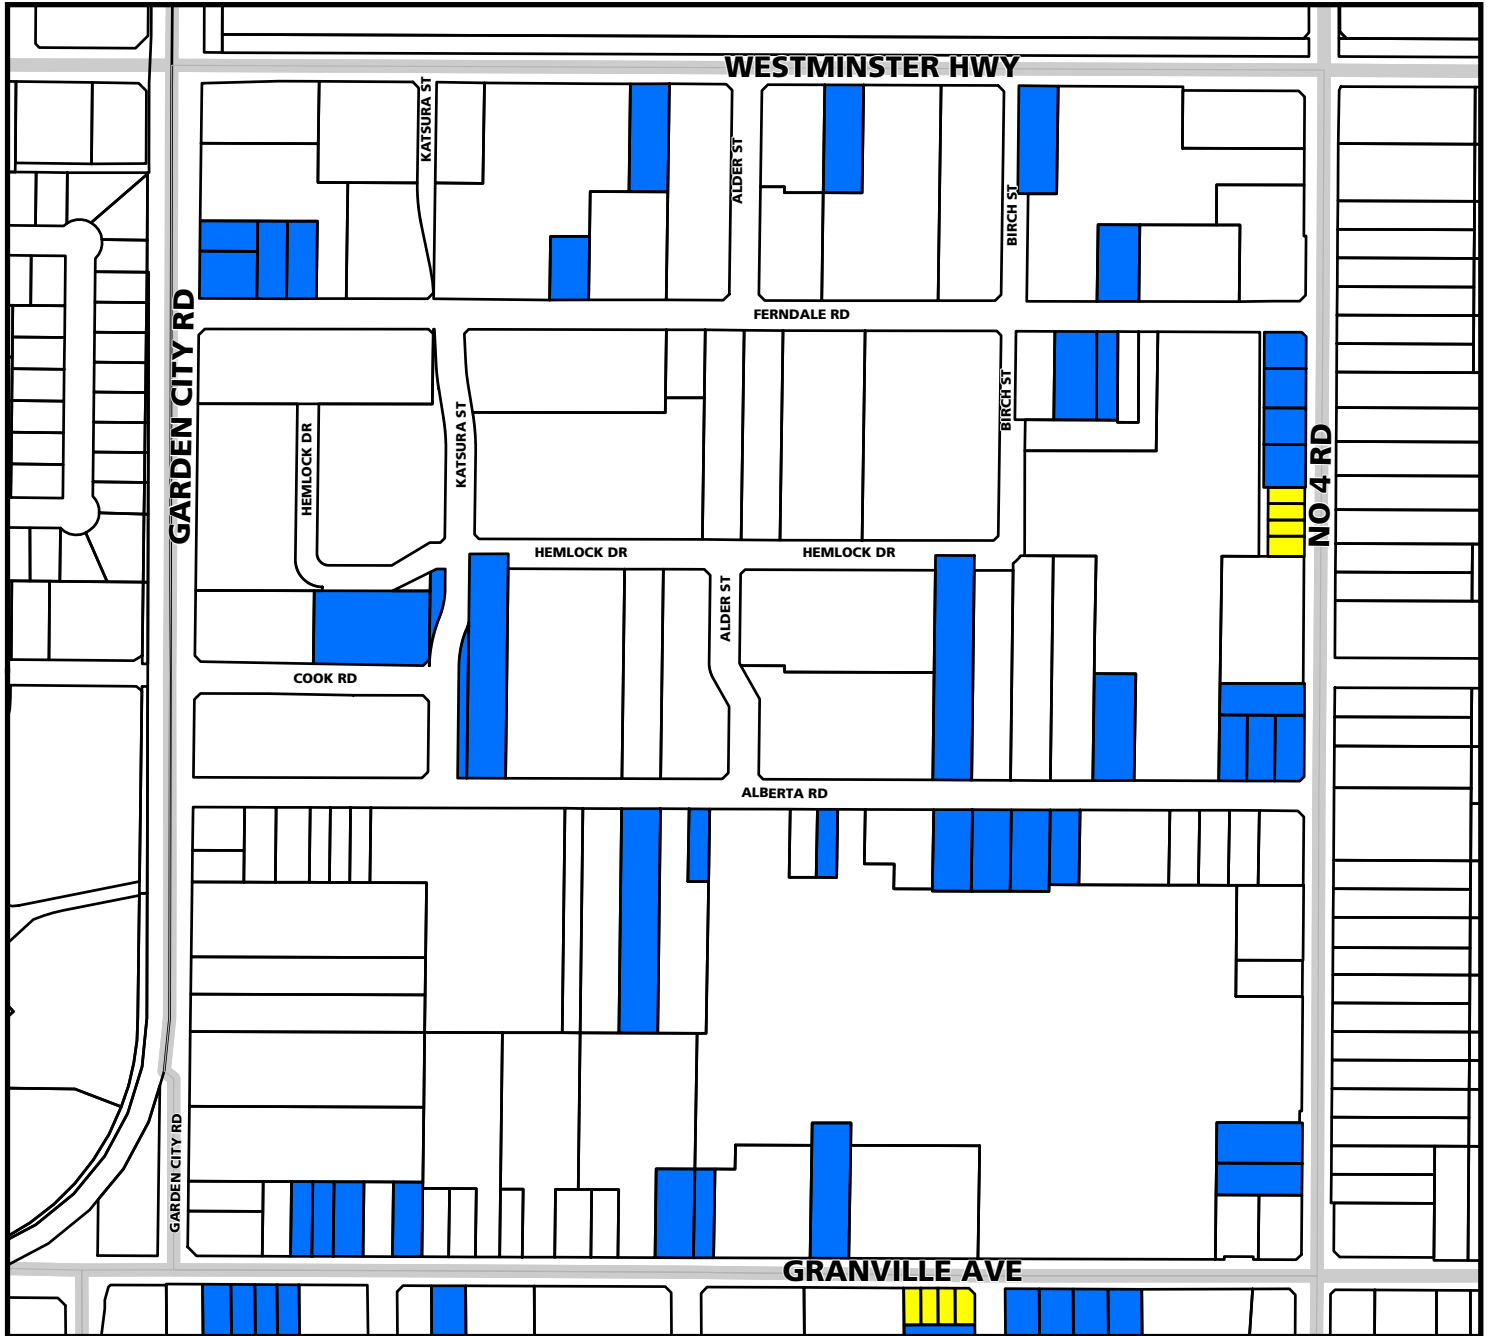 WESTMINSTER HWY
KATSURA ST
ALDER ST
BIRCH ST
GARDEN CITY RD
FERNDALE RD
BIRCH ST
KATSURA ST
HEMLOCK DR
NO 4 RD
HEMLOCK DR
HEMLOCK DR
ALDER ST
COOK RD
ALBERTA RD
GARDEN CITY RD
GRANVILLE AVE